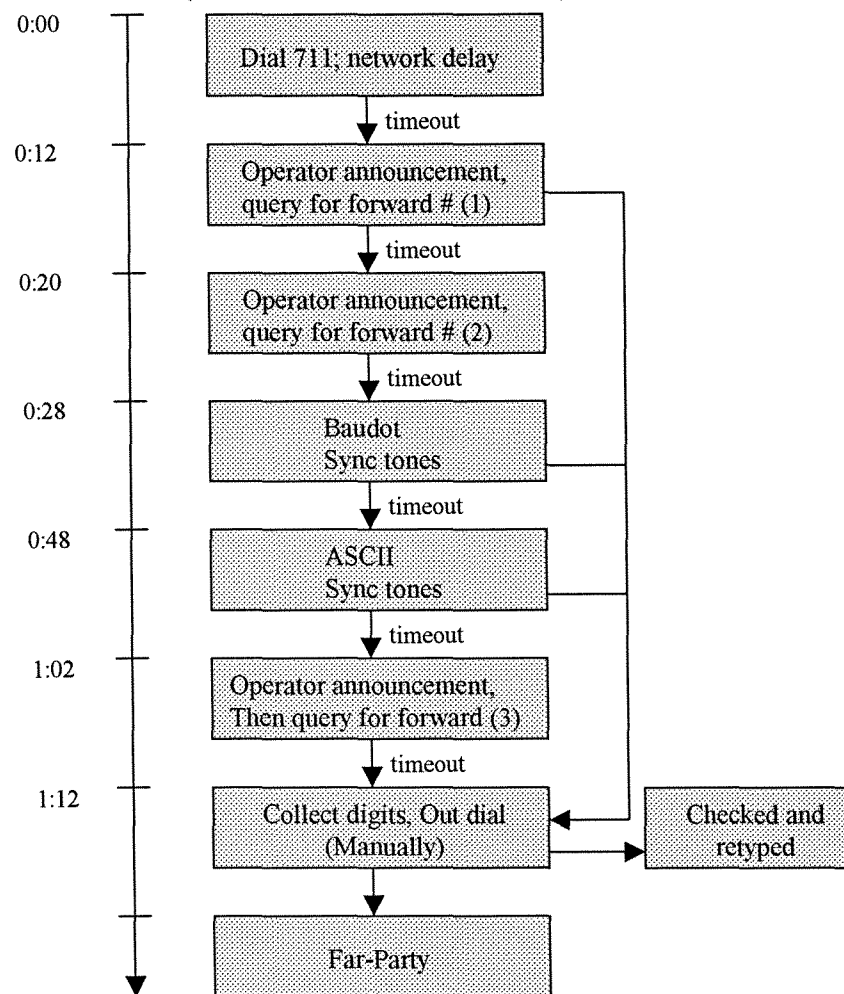 0:00
Dial 711; network delay
timeout
0:12
Operator announcement,
query for forward # (1)
timeout
0:20
Operator announcement,
query for forward # (2)
timeout
0:28
Baudot
Sync tones
timeout
0:48
ASCII
Sync tones
timeout
1:02
Operator announcement,
Then query for forward (3)
timeout
1:12
Collect digits, Out dial
(Manually)
Checked and
retyped
Far-Party